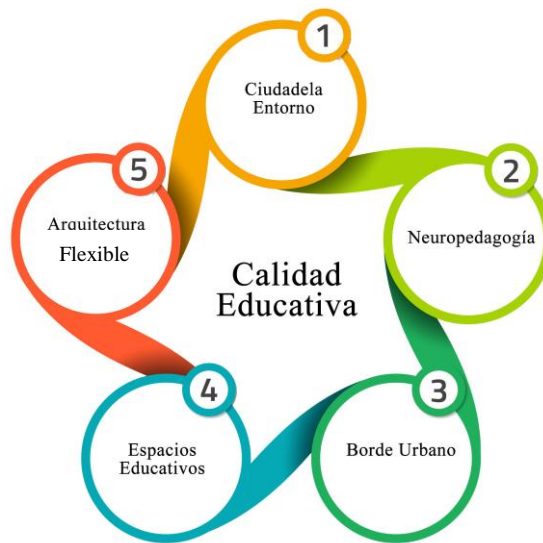 1
Ciudadela
Entorno
2
Neuropedagogía
3
Borde Urbano
4
Espacios
Educativos
5
Arquitectura
Flexible
Calidad
Educativa